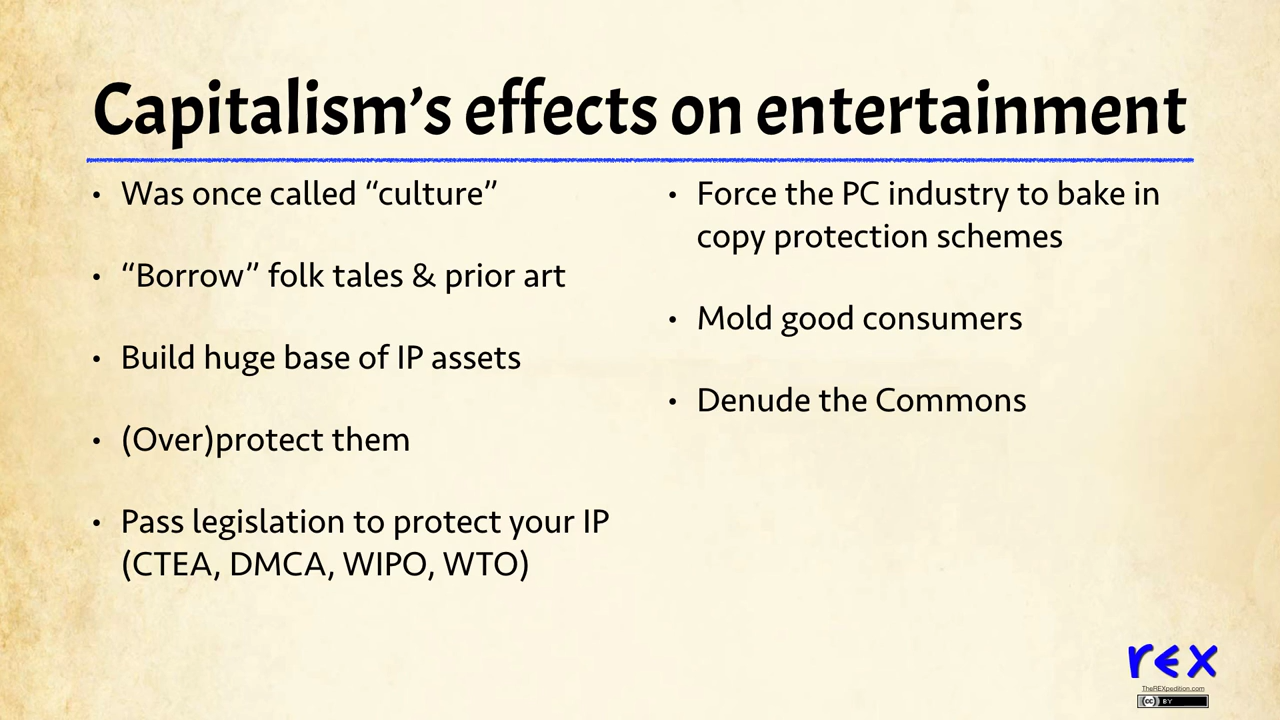 Capitalism’s effects on entertainment
• Was once called “culture”
• “Borrow” folk tales & prior art
• Build huge base of IP assets
• (Over)protect them
• Pass legislation to protect your IP
(CTEA, DMCA, WIPO, WTO)
• Force the PC industry to bake in
copy protection schemes
• Mold good consumers
• Denude the Commons
rex
TheREXpedition.com
cc BY